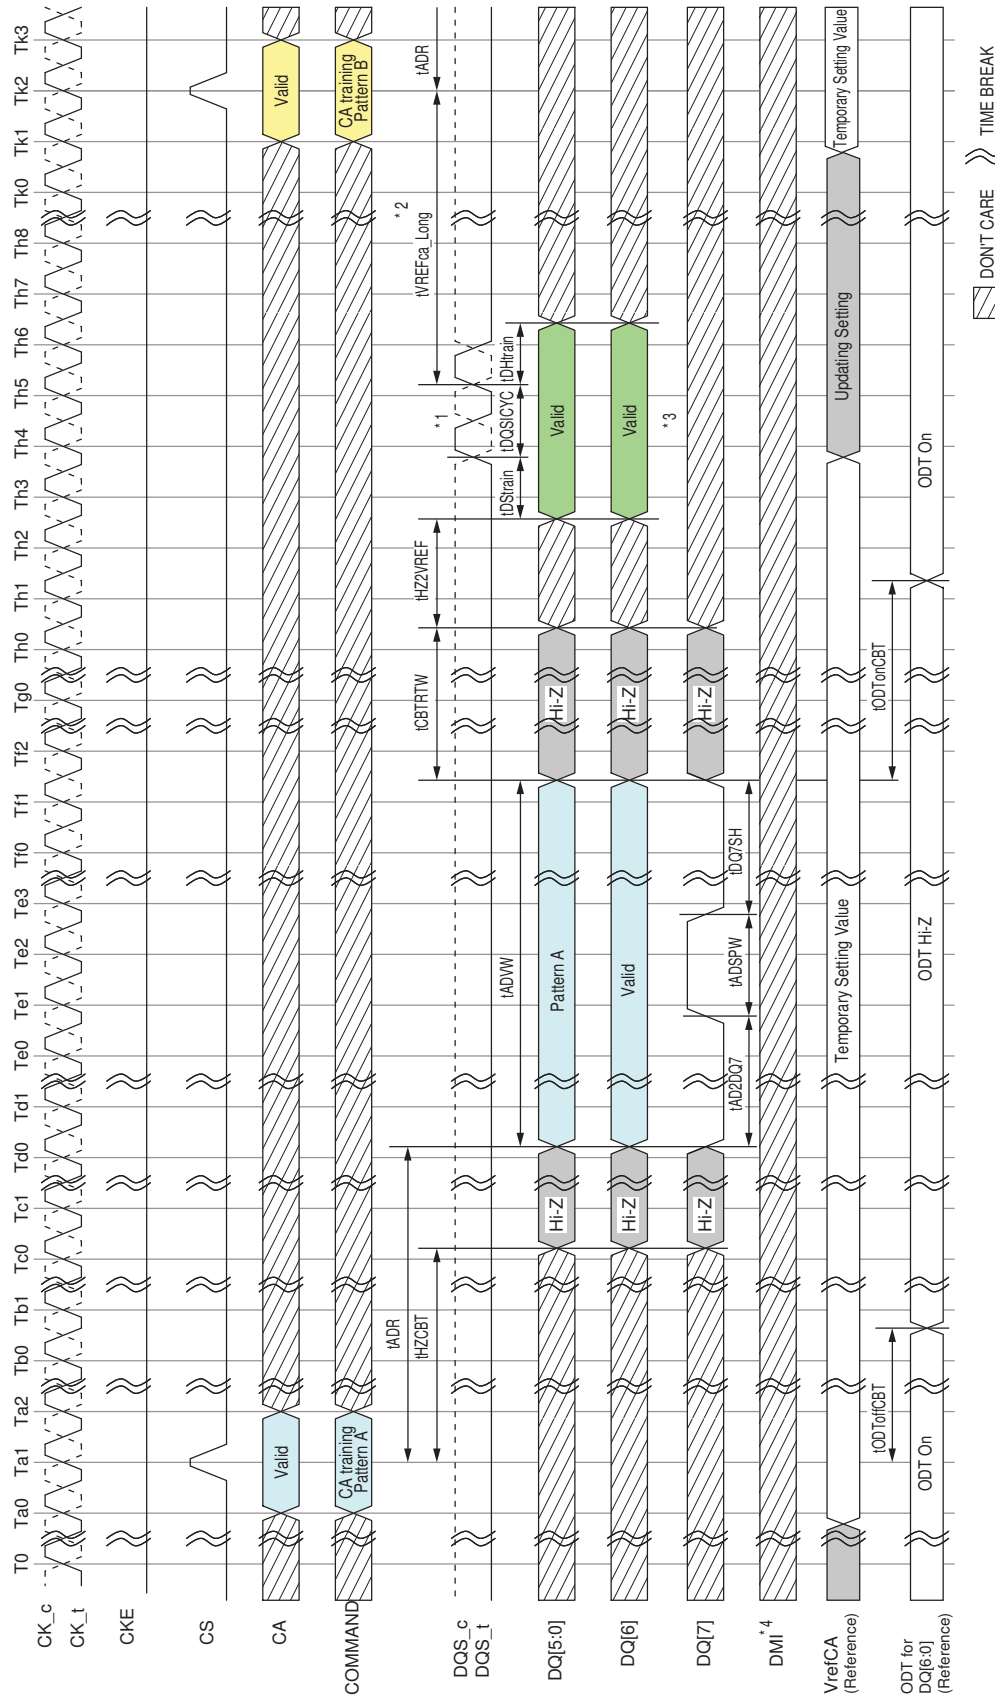 T0 Ta0 Ta1 Ta2 Tb0 Tb1 Tc0 Tc1 Td0 Td1 Te0 Te1 Te2 Te3 Tf0 Tf1 Tf2 Tg0 Th0 Th1 Th2 Th3 Th4 Th5 Th6 Th7 Th8 Tk0 Tk1 Tk2 Tk3
CK_c
CK_t
CKE
CS
CA
Valid
Valid
COMMAND
CA training
Pattern A
CA training
Pattern B
tADR
tHZCBT
tVREFca_Long
* 2
tADR
DQS_c
DQS_t
tADVW
tCBTRTW
tHZ2VREF
* 1
tDStrain
tDQSICYC
tDHtrain
DQ[5:0]
Hi-Z
Pattern A
Hi-Z
Valid
DQ[6]
Hi-Z
Valid
Hi-Z
Valid
* 3
DQ[7]
Hi-Z
Hi-Z
tAD2DQ7
tADSPW
tDQ7SH
DMI * 4
VrefCA
(Reference)
Temporary Setting Value
Updating Setting
Temporary Setting Value
tODToffCBT
tODTonCBT
ODT for
DQ[6:0]
(Reference)
ODT On
ODT Hi-Z
ODT On
DON'T CARE
TIME BREAK